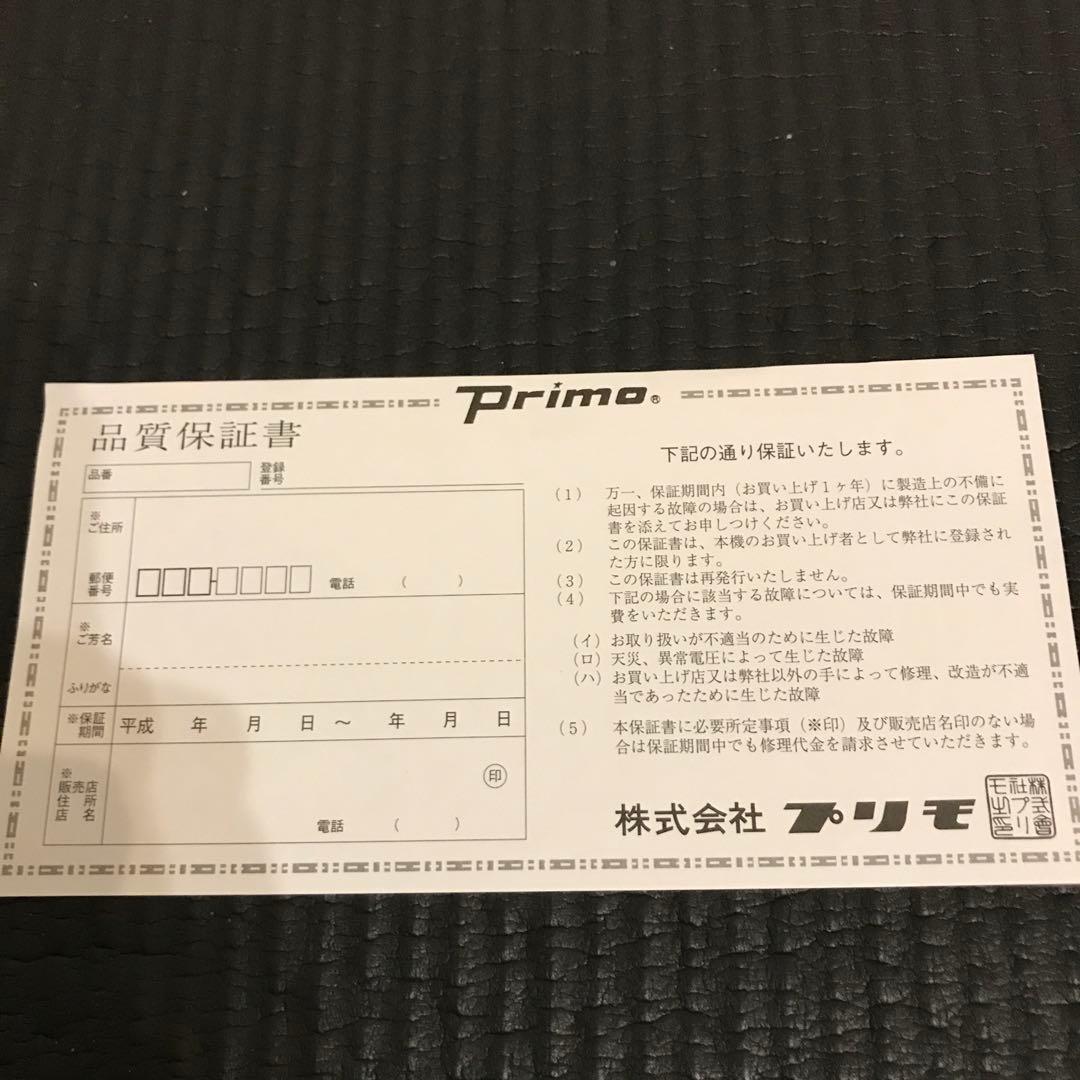 Primo®
品質保証書
品番
登録
番号
※
ご住所
郵便
番号
電話 （ ）
※
ご芳名
ふりがな
※保証
期間
平成 年 月 日 ～ 年 月 日
※
販売店
住 所
店 名
印
電話 （ ）
下記の通り保証いたします。
（1） 万一、保証期間内（お買い上げ1ヶ年）に製造上の不備に
起因する故障の場合は、お買い上げ店又は弊社にこの保証
書を添えてお申しつけください。
（2） この保証書は、本機のお買い上げ者として弊社に登録され
た方に限ります。
（3） この保証書は再発行いたしません。
（4） 下記の場合に該当する故障については、保証期間中でも実
費をいただきます。
（イ）お取り扱いが不適当のために生じた故障
（ロ）天災、異常電圧によって生じた故障
（ハ）お買い上げ店又は弊社以外の手によって修理、改造が不適
当であったために生じた故障
（5） 本保証書に必要所定事項（※印）及び販売店名印のない場
合は保証期間中でも修理代金を請求させていただきます。
株式会社 プリモ
株式會
社プリ
モ之印